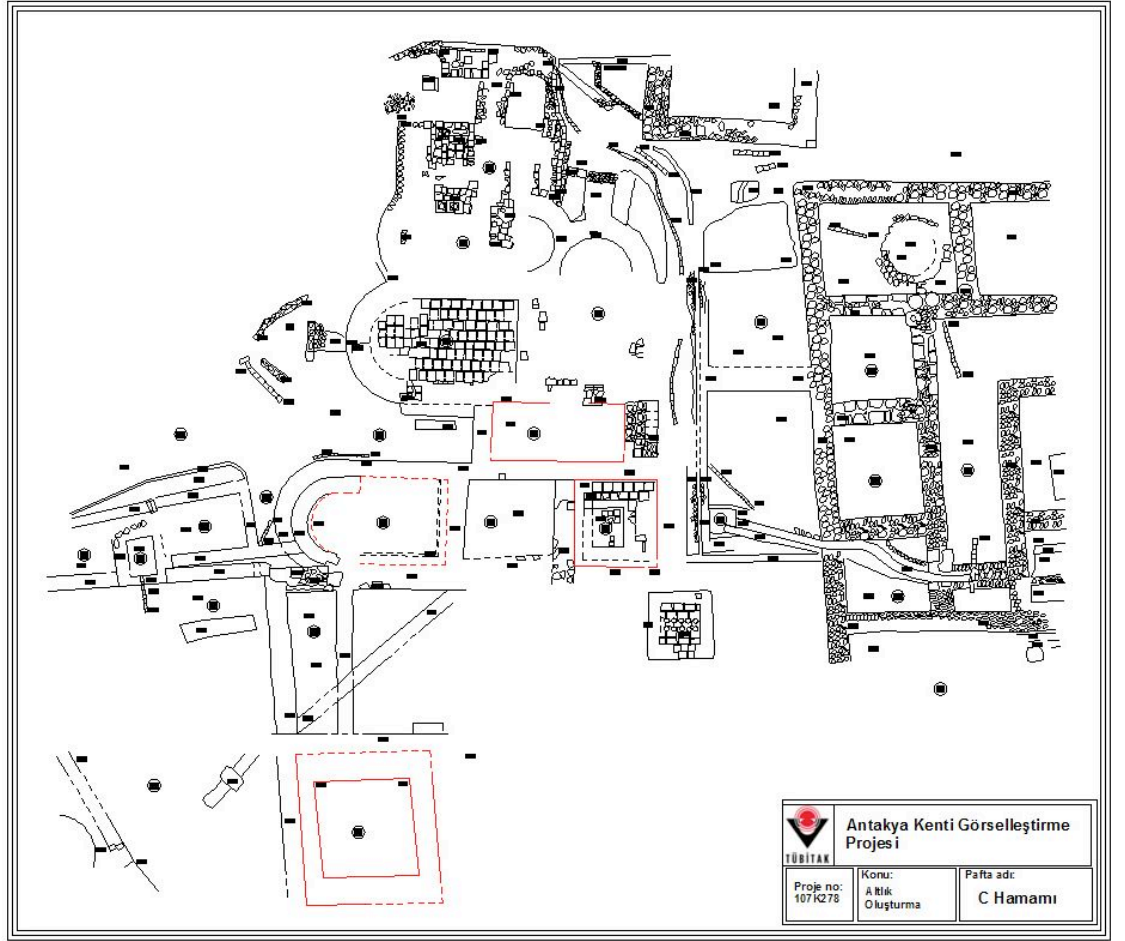 Antakya Kenti Görselleştirme
Projesi
TÜBİTAK
Proje no:
107K278
Konu:
Altlık
Oluşturma
Pafta adı:
C Hamamı